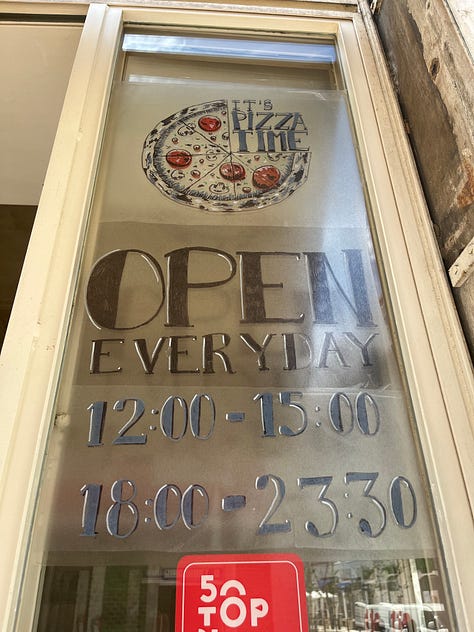 IT'S
PIZZA
TIME
OPEN
EVERYDAY
12:00-15:00
18:00-23:30
50
TOP